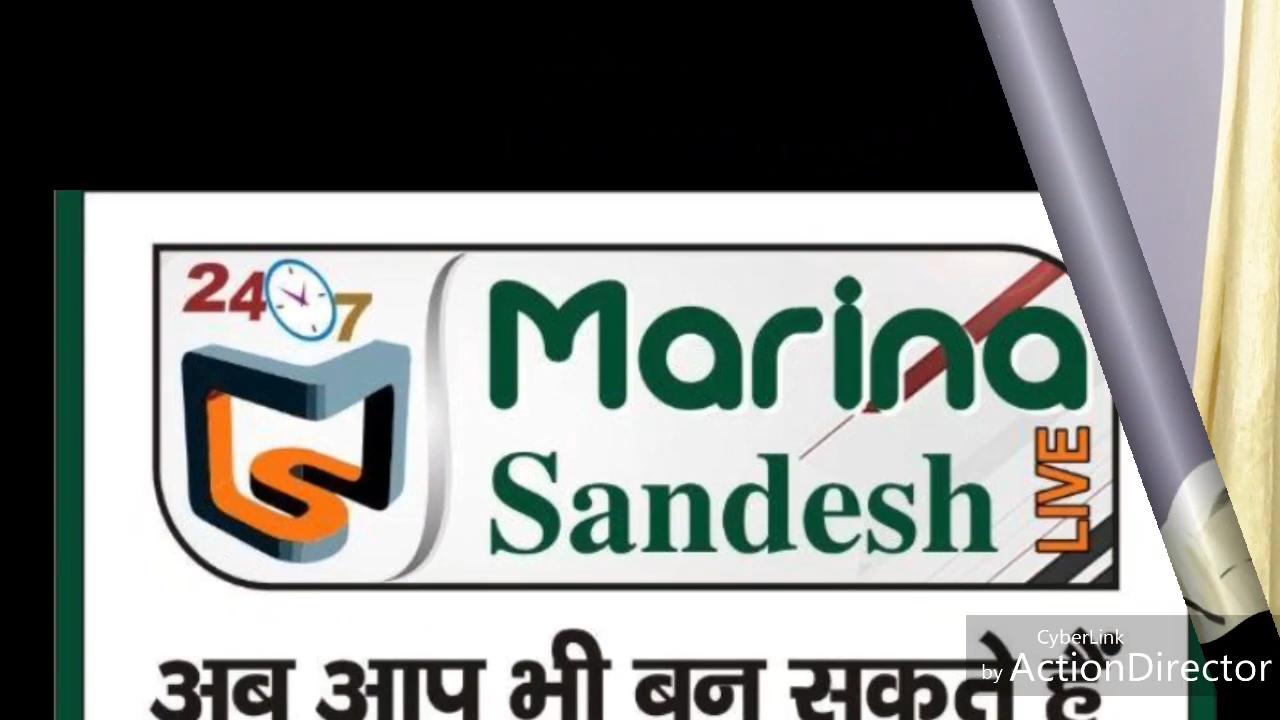 24 7
Marina
Sandesh
LIVE
अब आप भी बन सकते हैं
CyberLink
by ActionDirector